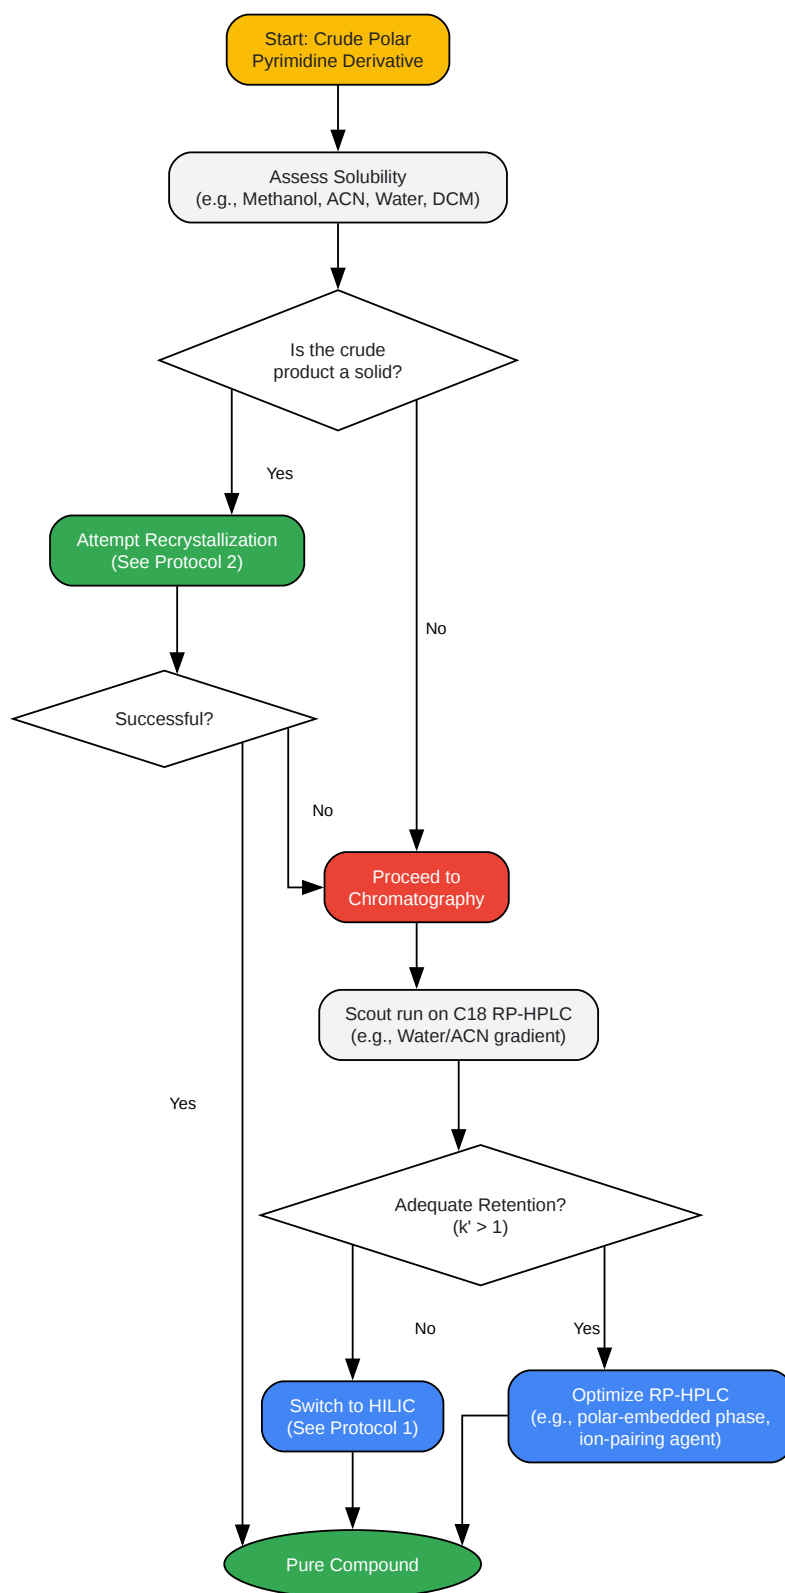 Start: Crude Polar
Pyrimidine Derivative
Assess Solubility
(e.g., Methanol, ACN, Water, DCM)
Is the crude
product a solid?
Yes
Attempt Recrystallization
(See Protocol 2)
No
Successful?
No
Proceed to
Chromatography
Scout run on C18 RP-HPLC
(e.g., Water/ACN gradient)
Yes
Adequate Retention?
(k' > 1)
No
Yes
Switch to HILIC
(See Protocol 1)
Optimize RP-HPLC
(e.g., polar-embedded phase,
ion-pairing agent)
Pure Compound